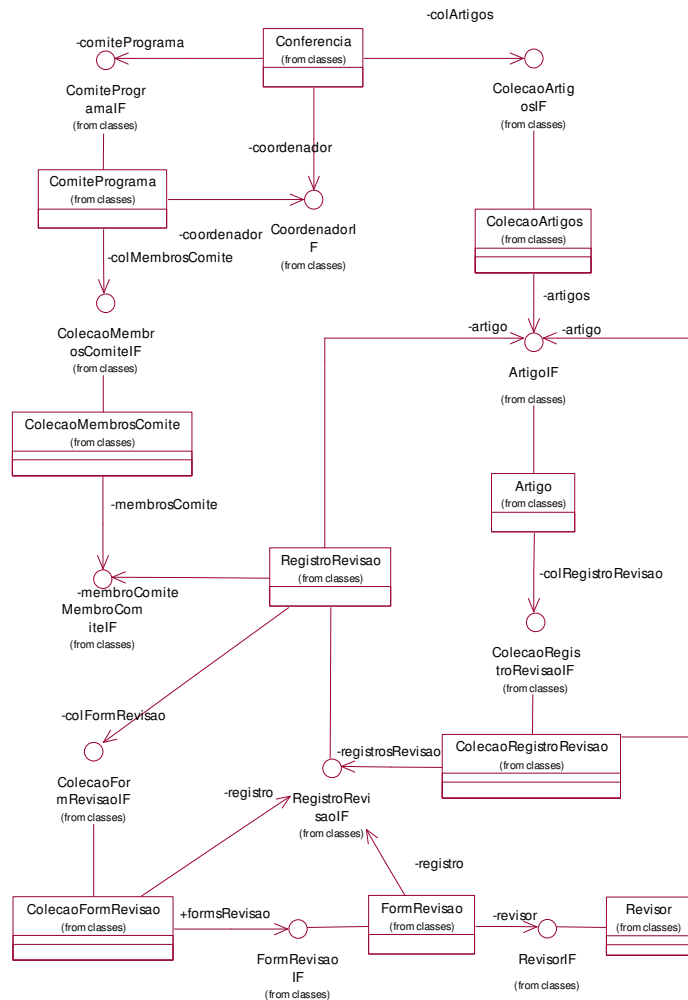 -colArtigos
Conferencia
(from classes)
-comitePrograma
ComiteProgr
amaIF
(from classes)
ColecaoArtig
osIF
(from classes)
-coordenador
ComitePrograma
(from classes)
-coordenador
CoordenadorI
F
(from classes)
ColecaoArtigos
(from classes)
-colMembrosComite
-artigos
ColecaoMembr
osComiteIF
(from classes)
-artigo
-artigo
ArtigoIF
(from classes)
ColecaoMembrosComite
(from classes)
Artigo
(from classes)
-membrosComite
RegistroRevisao
(from classes)
-colRegistroRevisao
-membroComite
MembroCom
iteIF
(from classes)
ColecaoRegis
troRevisaoIF
(from classes)
-colFormRevisao
-registrosRevisao
ColecaoRegistroRevisao
(from classes)
ColecaoFor
mRevisaoIF
(from classes)
-registro
RegistroRevi
saoIF
(from classes)
-registro
ColecaoFormRevisao
(from classes)
+formsRevisao
FormRevisao
(from classes)
-revisor
Revisor
(from classes)
FormRevisao
IF
(from classes)
RevisorIF
(from classes)